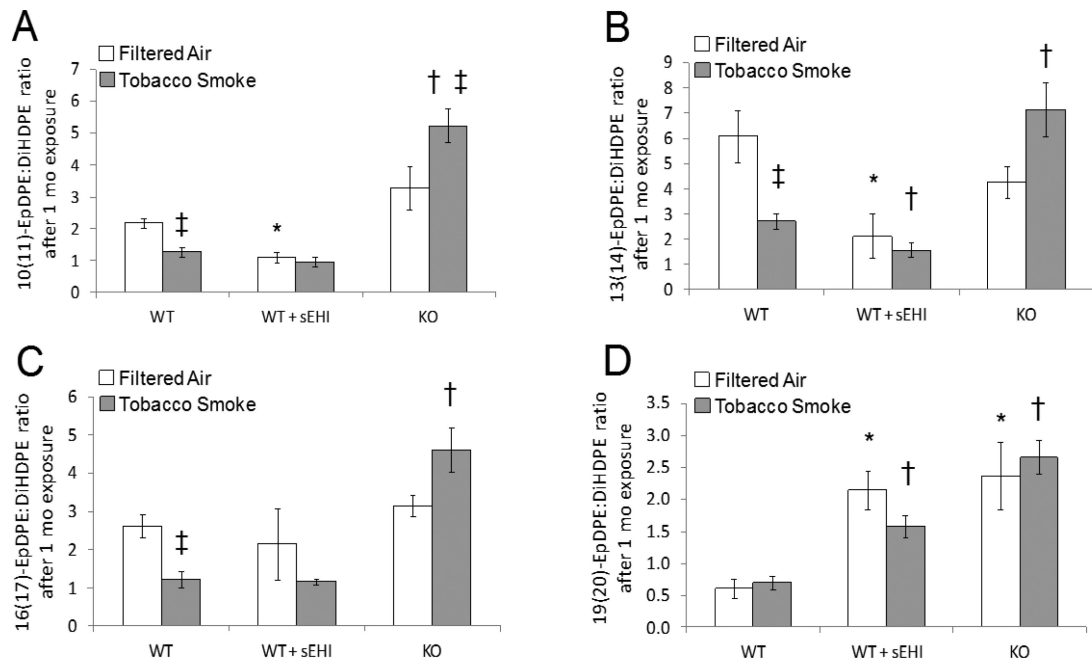 A
Filtered Air
Tobacco Smoke
10(11)-EpDPE:DiHDPE ratio
after 1 mo exposure
7
6
5
4
3
2
1
0
‡
*
† ‡
WT
WT + sEHI
KO
B
Filtered Air
Tobacco Smoke
13(14)-EpDPE:DiHDPE ratio
after 1 mo exposure
9
8
7
6
5
4
3
2
1
0
‡
*
†
†
WT
WT + sEHI
KO
C
Filtered Air
Tobacco Smoke
16(17)-EpDPE:DiHDPE ratio
after 1 mo exposure
6
5
4
3
2
1
0
‡
†
WT
WT + sEHI
KO
D
Filtered Air
Tobacco Smoke
19(20)-EpDPE:DiHDPE ratio
after 1 mo exposure
3.5
3.0
2.5
2.0
1.5
1.0
0.5
0.0
*
†
*
†
WT
WT + sEHI
KO